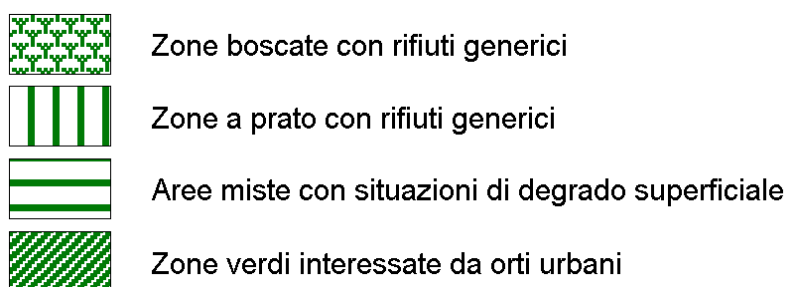 Zone boscate con rifiuti generici
Zone a prato con rifiuti generici
Aree miste con situazioni di degrado superficiale
Zone verdi interessate da orti urbani